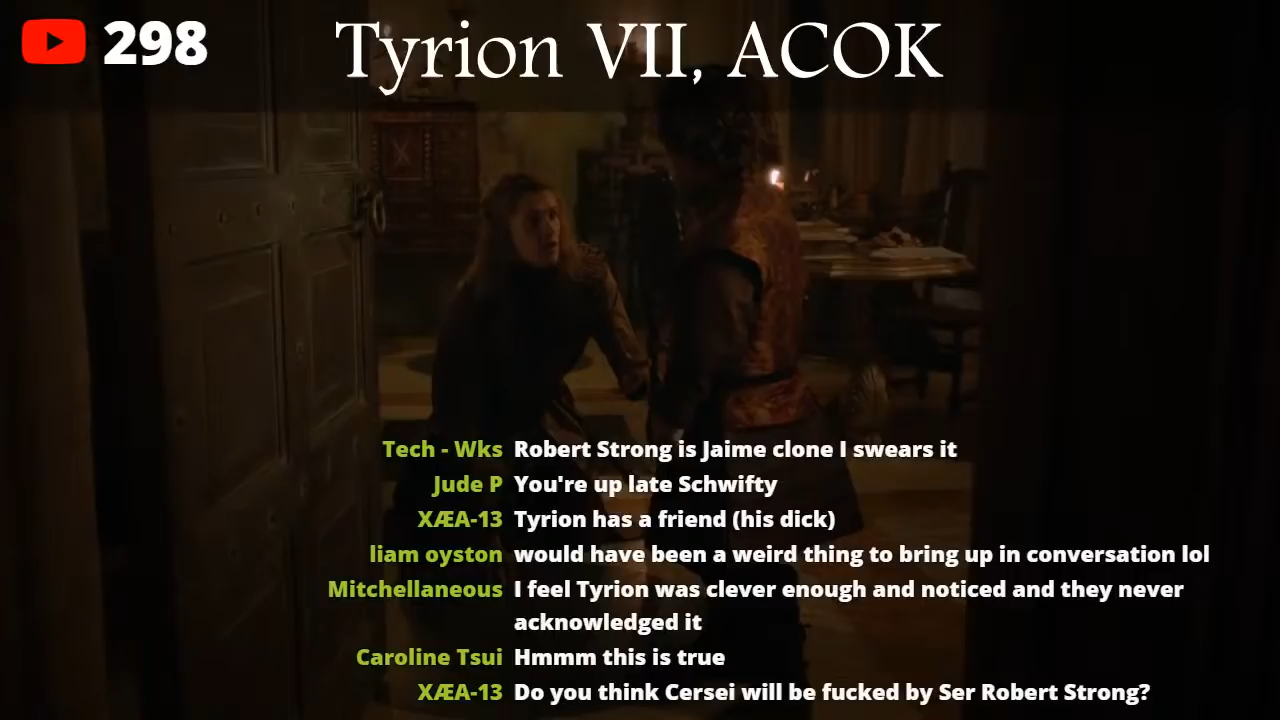 298
Tyrion VII, ACOK
Tech - Wks Robert Strong is Jaime clone I swears it
Jude P You're up late Schwifty
XÆA-13 Tyrion has a friend (his dick)
liam oyston would have been a weird thing to bring up in conversation lol
Mitchellaneous I feel Tyrion was clever enough and noticed and they never
acknowledged it
Caroline Tsui Hmmm this is true
XÆA-13 Do you think Cersei will be fucked by Ser Robert Strong?